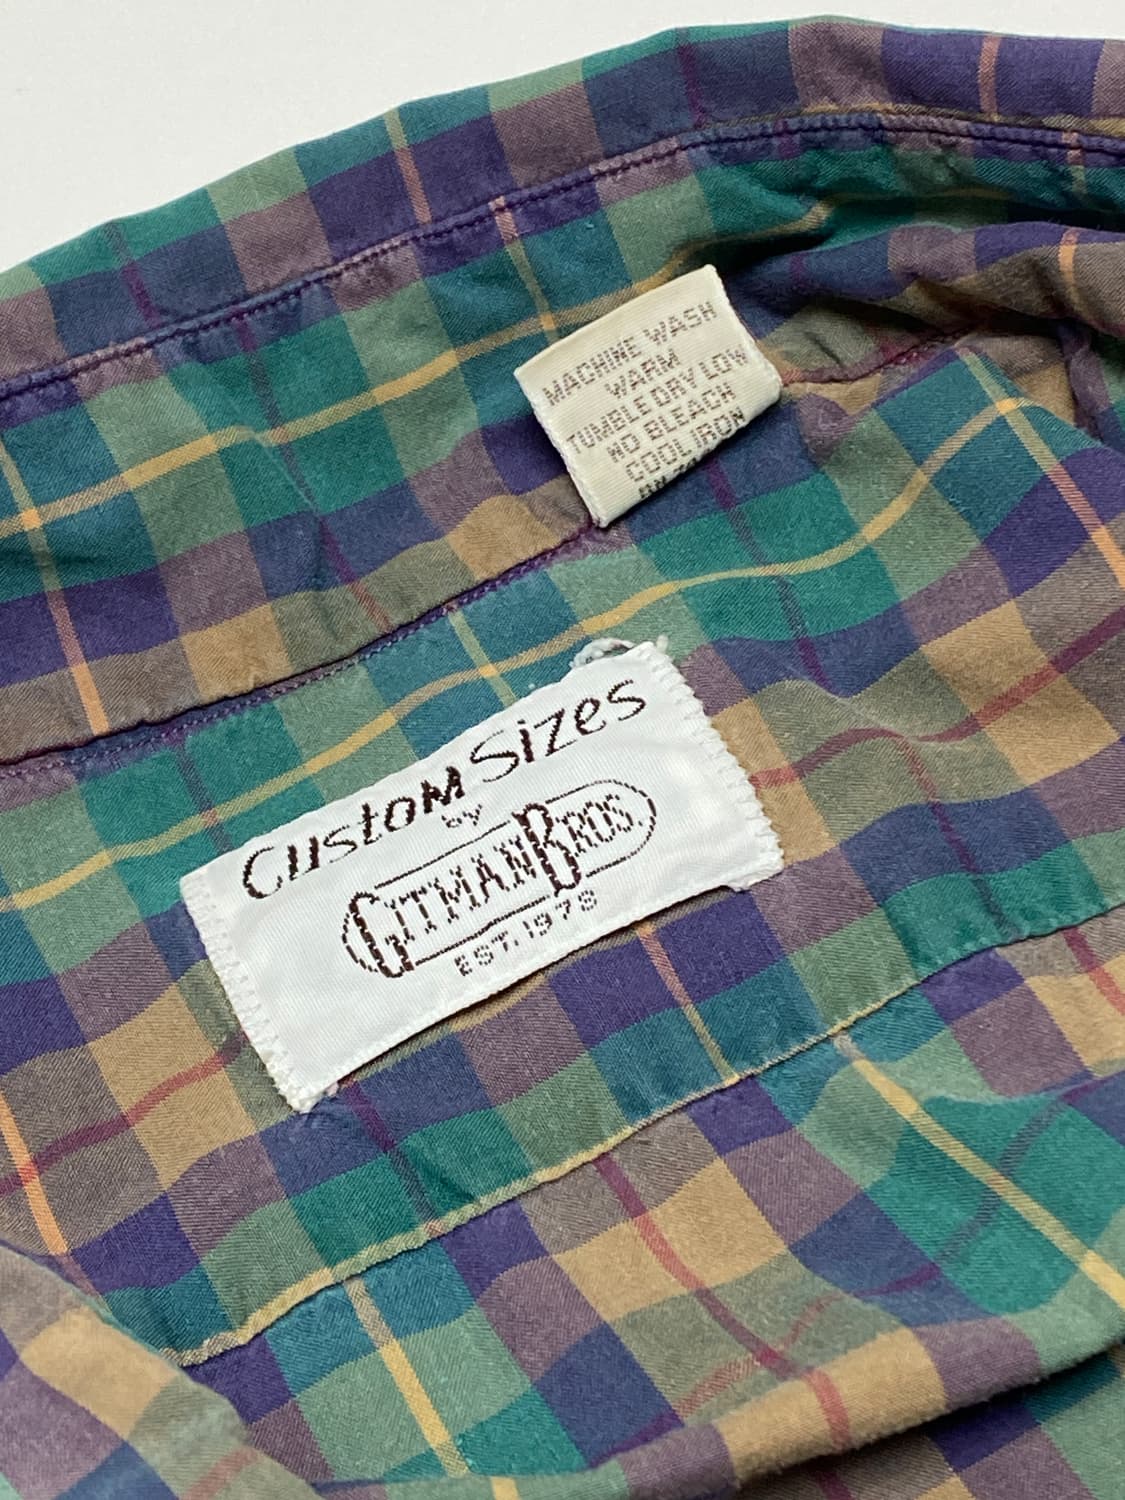 MACHINE WASH
WARM
TUMBLE DRY LOW
NO BLEACH
COOL IRON
Custom Sizes
by
GITMAN BROS.
EST. 1978